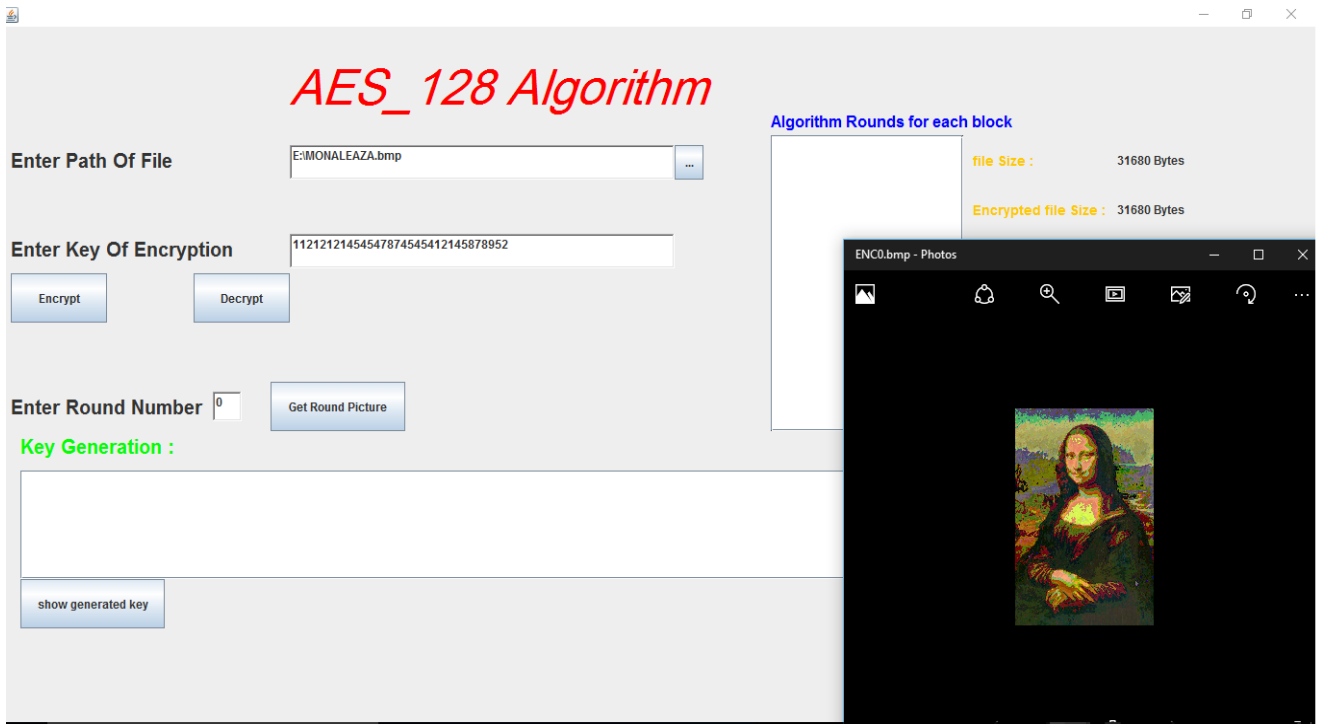 AES_128 Algorithm
Algorithm Rounds for each block
Enter Path Of File
E:\MONALEAZA.bmp
...
file Size :
31680 Bytes
Encrypted file Size :
31680 Bytes
Enter Key Of Encryption
11212121454547874545412145878952
ENC0.bmp - Photos
Encrypt
Decrypt
Enter Round Number
0
Get Round Picture
Key Generation :
show generated key